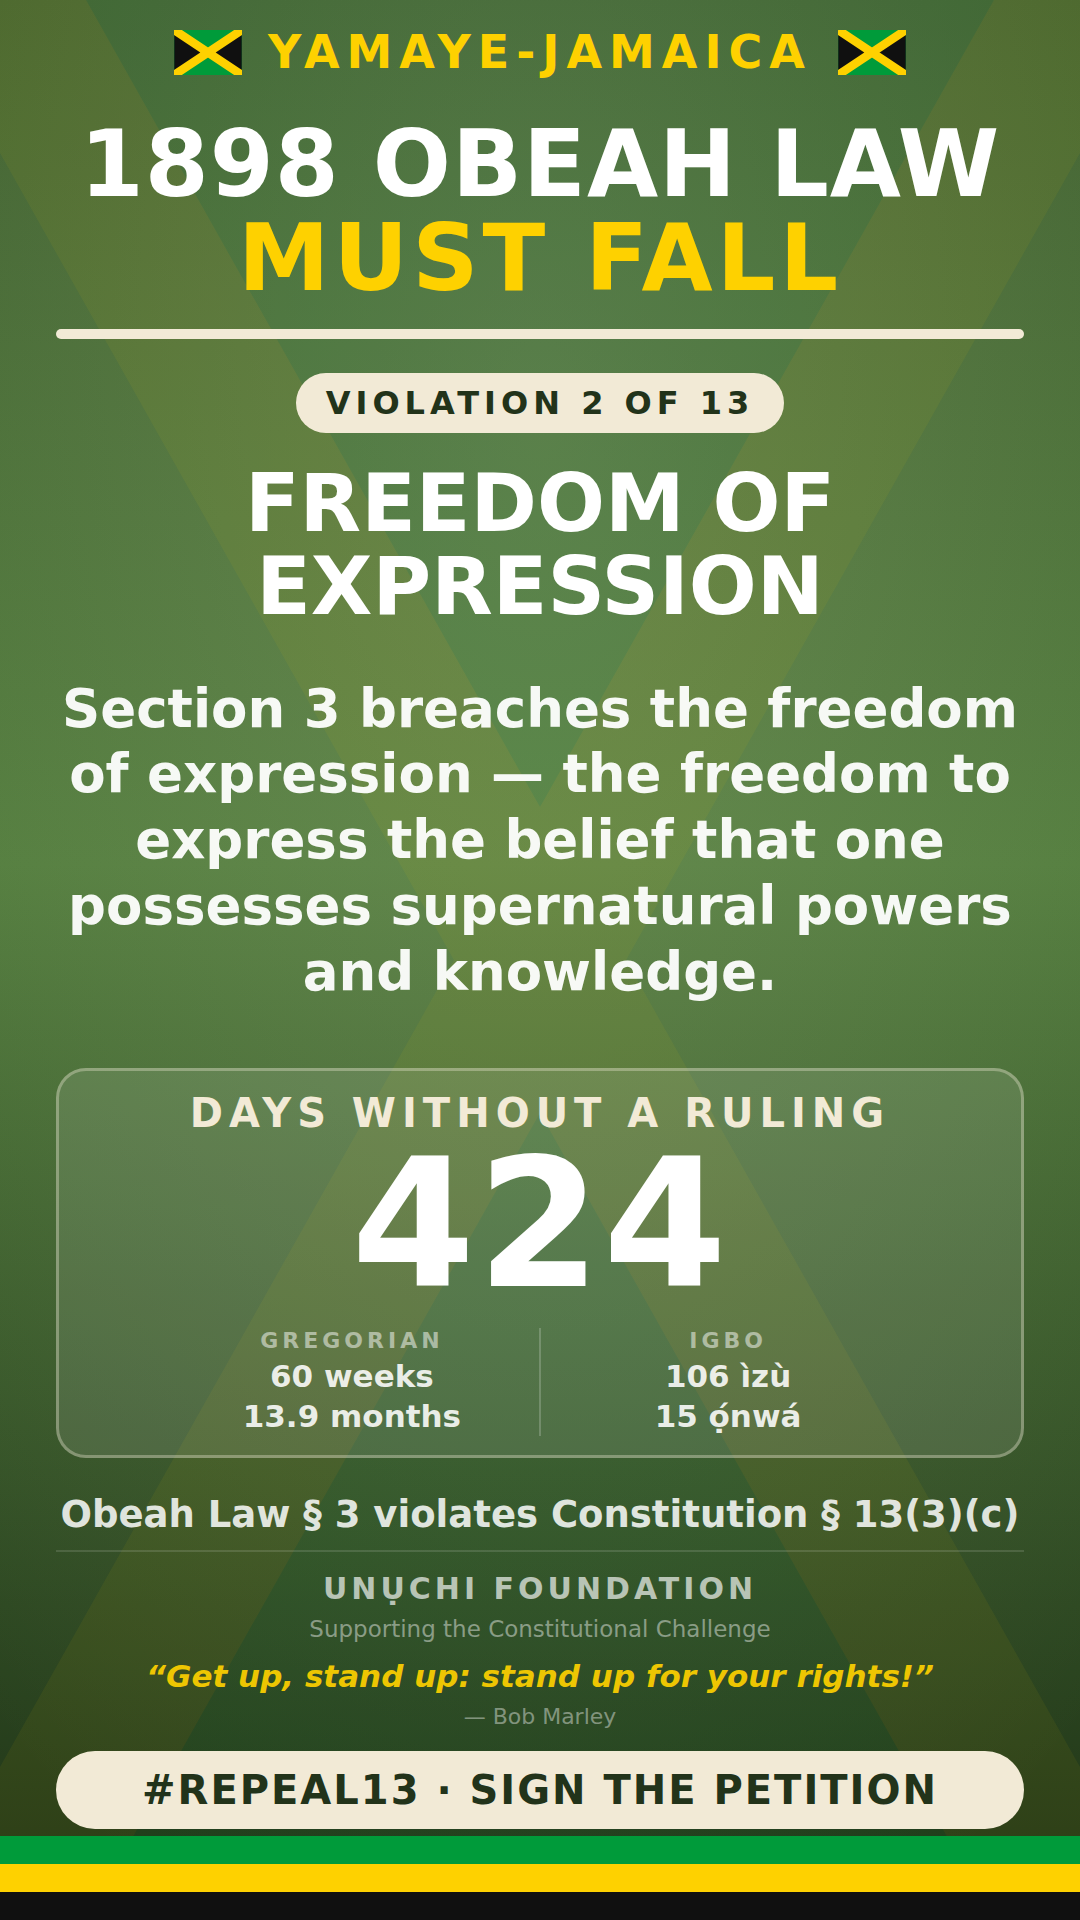 YAMAYE-JAMAICA
1898 OBEAH LAW
MUST FALL
VIOLATION 2 OF 13
FREEDOM OF
EXPRESSION
Section 3 breaches the freedom
of expression — the freedom to
express the belief that one
possesses supernatural powers
and knowledge.
DAYS WITHOUT A RULING
424
GREGORIAN
60 weeks
13.9 months
IGBO
106 ìzù
15 ọ́nwá
Obeah Law § 3 violates Constitution § 13(3)(c)
UNỤCHI FOUNDATION
Supporting the Constitutional Challenge
“Get up, stand up: stand up for your rights!”
— Bob Marley
#REPEAL13 · SIGN THE PETITION